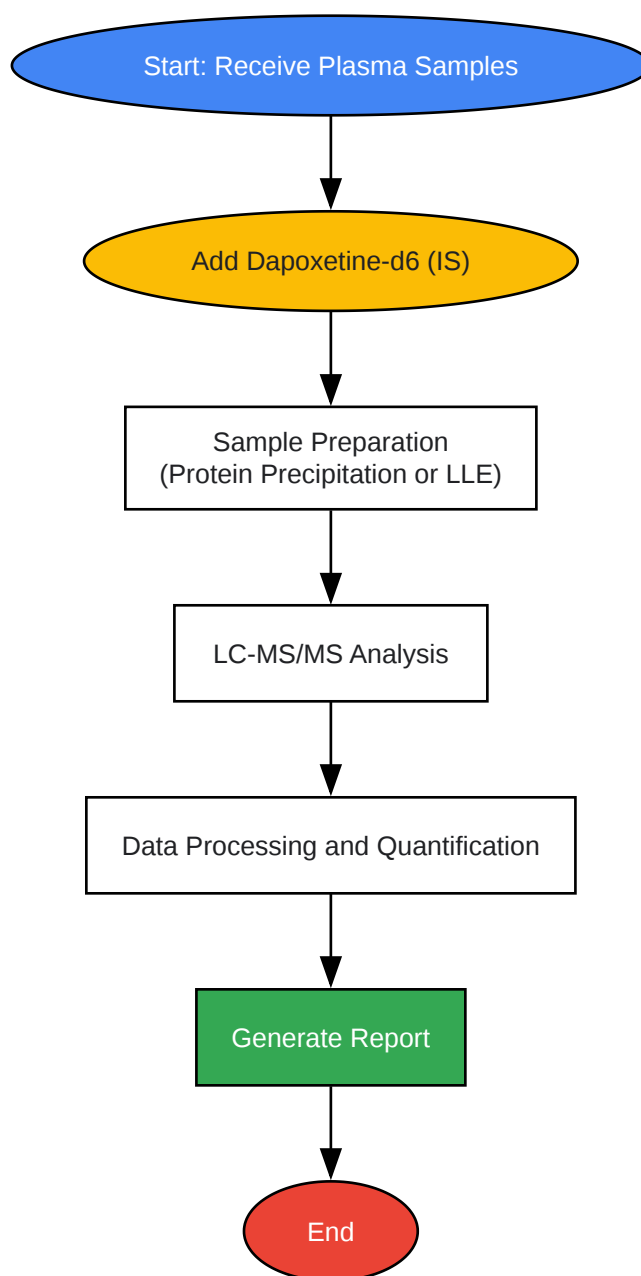 Start: Receive Plasma Samples
Add Dapoxetine-d6 (IS)
Sample Preparation
(Protein Precipitation or LLE)
LC-MS/MS Analysis
Data Processing and Quantification
Generate Report
End